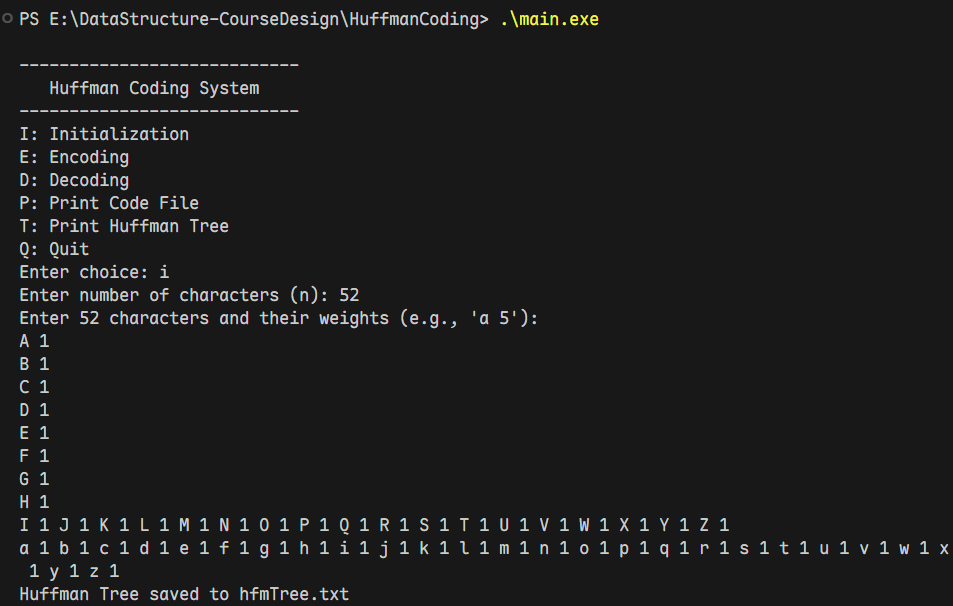 PS E:\DataStructure-CourseDesign\HuffmanCoding> .\main.exe
----------------------------
Huffman Coding System
----------------------------
I: Initialization
E: Encoding
D: Decoding
P: Print Code File
T: Print Huffman Tree
Q: Quit
Enter choice: i
Enter number of characters (n): 52
Enter 52 characters and their weights (e.g., 'a 5'):
A 1
B 1
C 1
D 1
E 1
F 1
G 1
H 1
I 1 J 1 K 1 L 1 M 1 N 1 O 1 P 1 Q 1 R 1 S 1 T 1 U 1 V 1 W 1 X 1 Y 1 Z 1
a 1 b 1 c 1 d 1 e 1 f 1 g 1 h 1 i 1 j 1 k 1 l 1 m 1 n 1 o 1 p 1 q 1 r 1 s 1 t 1 u 1 v 1 w 1 x
1 y 1 z 1
Huffman Tree saved to hfmTree.txt